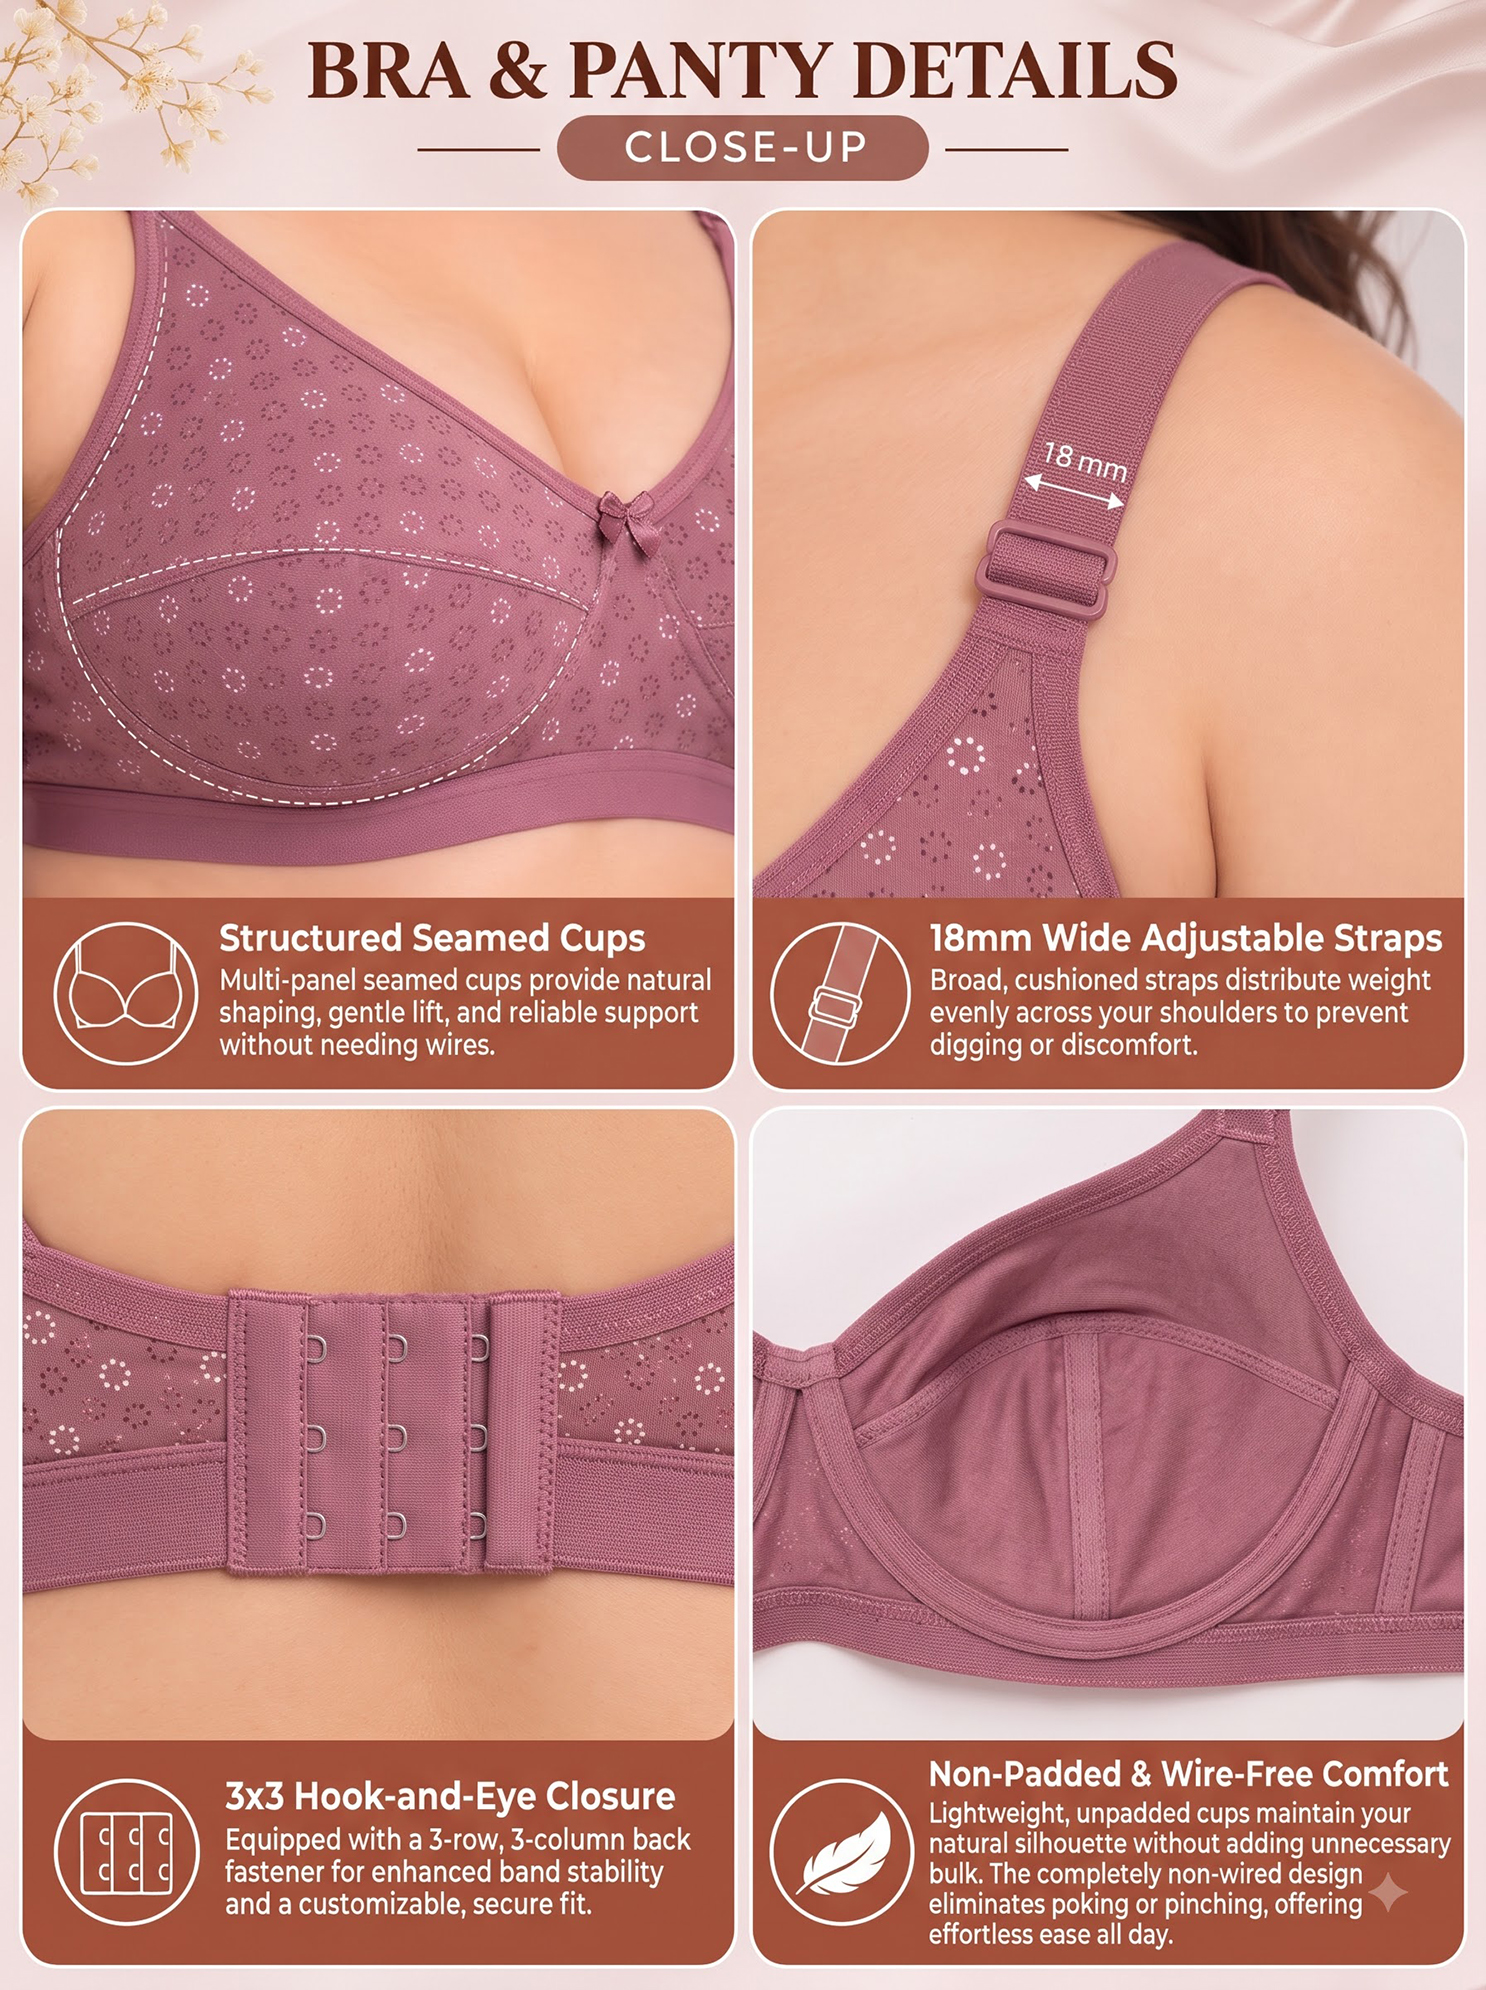 BRA & PANTY DETAILS
CLOSE-UP
18 mm
Structured Seamed Cups
Multi-panel seamed cups provide natural
shaping, gentle lift, and reliable support
without needing wires.
18mm Wide Adjustable Straps
Broad, cushioned straps distribute weight
evenly across your shoulders to prevent
digging or discomfort.
3x3 Hook-and-Eye Closure
Equipped with a 3-row, 3-column back
fastener for enhanced band stability
and a customizable, secure fit.
Non-Padded & Wire-Free Comfort
Lightweight, unpadded cups maintain your
natural silhouette without adding unnecessary
bulk. The completely non-wired design
eliminates poking or pinching, offering
effortless ease all day.